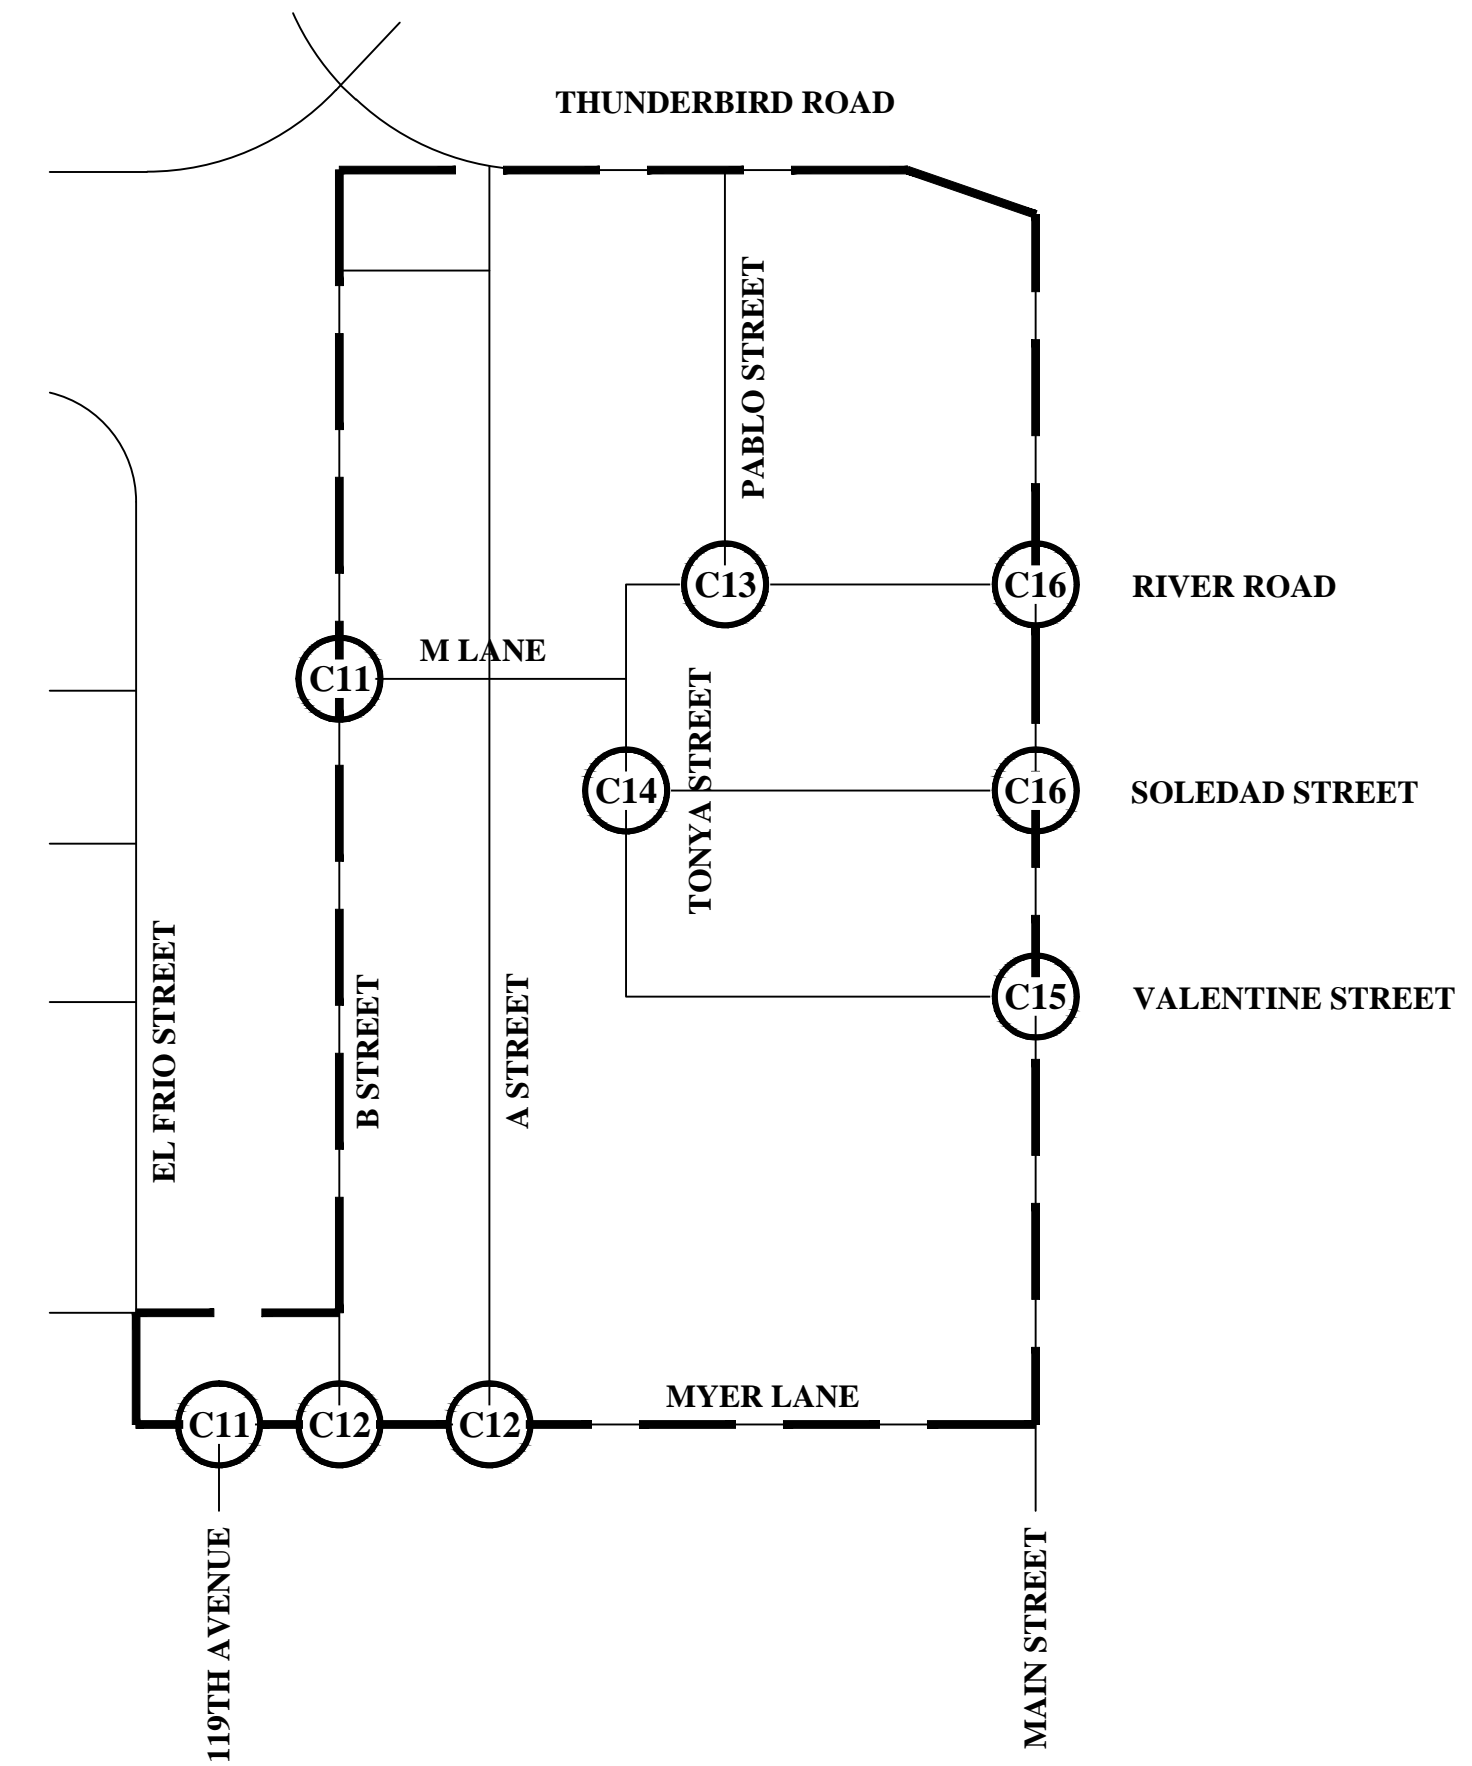 THUNDERBIRD ROAD
PABLO STREET
C13
C16
RIVER ROAD
M LANE
C11
TONYA STREET
C14
C16
SOLEDAD STREET
C15
VALENTINE STREET
EL FRIO STREET
B STREET
A STREET
MYER LANE
C11
C12
C12
119TH AVENUE
MAIN STREET